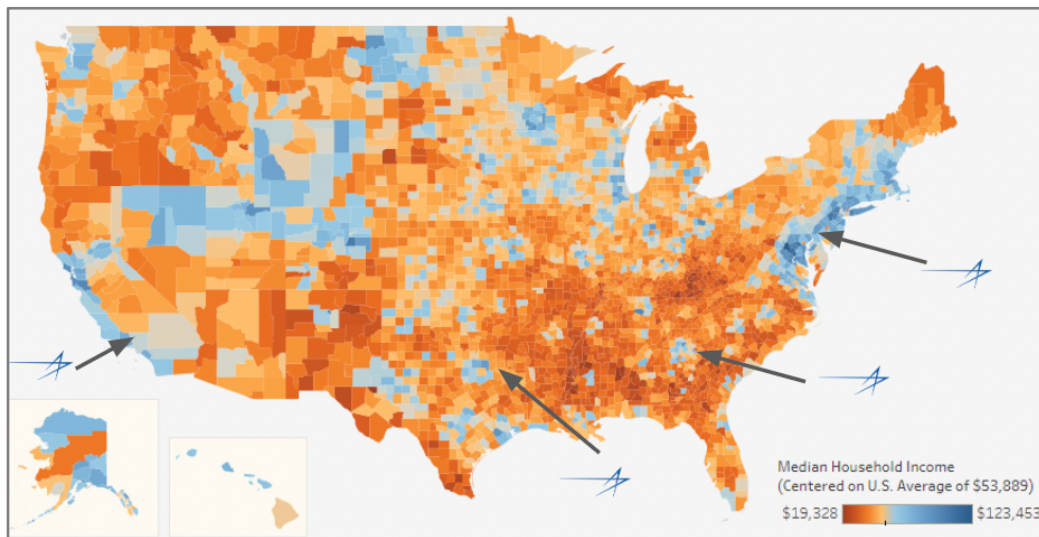 Median Household Income
(Centered on U.S. Average of $53,889)
$19,328 $123,453